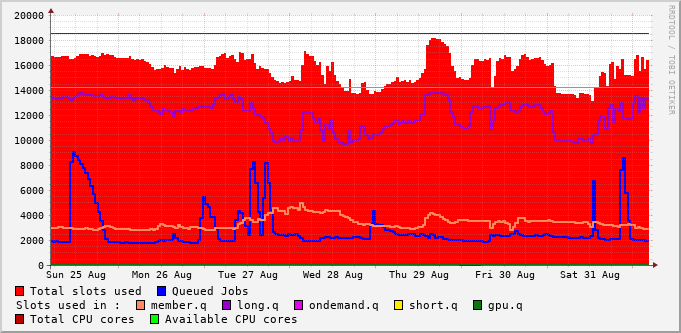 20000
18000
16000
14000
12000
10000
8000
6000
4000
2000
0
Sun 25 Aug Mon 26 Aug Tue 27 Aug Wed 28 Aug Thu 29 Aug Fri 30 Aug Sat 31 Aug
Total slots used Queued Jobs
Slots used in : member.q long.q ondemand.q short.q gpu.q
Total CPU cores Available CPU cores
RRDTOOL / TOBI OETIKER